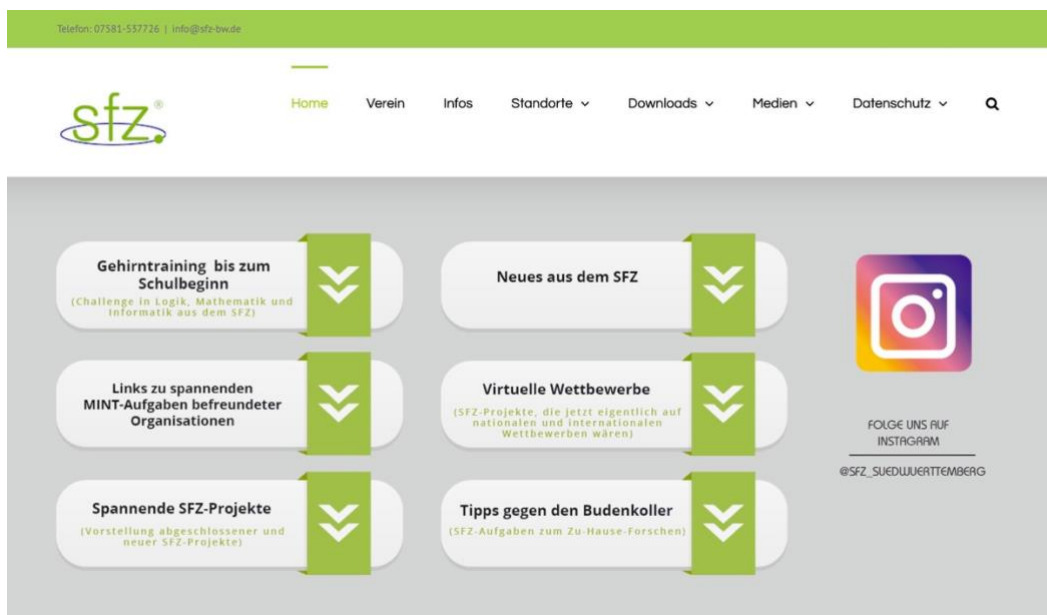 Telefon: 07581-537726 | info@sfz-bw.de
sfz.®
Home Verein Infos Standorte Downloads Medien Datenschutz
Gehirntraining bis zum
Schulbeginn
(Challenge in Logik, Mathematik und
Informatik aus dem SFZ)
Neues aus dem SFZ
Links zu spannenden
MINT-Aufgaben befreundeter
Organisationen
Virtuelle Wettbewerbe
(SFZ-Projekte, die jetzt eigentlich auf
nationalen und internationalen
Wettbewerben wären)
Spannende SFZ-Projekte
(Vorstellung abgeschlossener und
neuer SFZ-Projekte)
Tipps gegen den Budenkoller
(SFZ-Aufgaben zum Zu-Hause-Forschen)
FOLGE UNS AUF
INSTAGRAM
@SFZ_SUEDWUERTTEMBERG